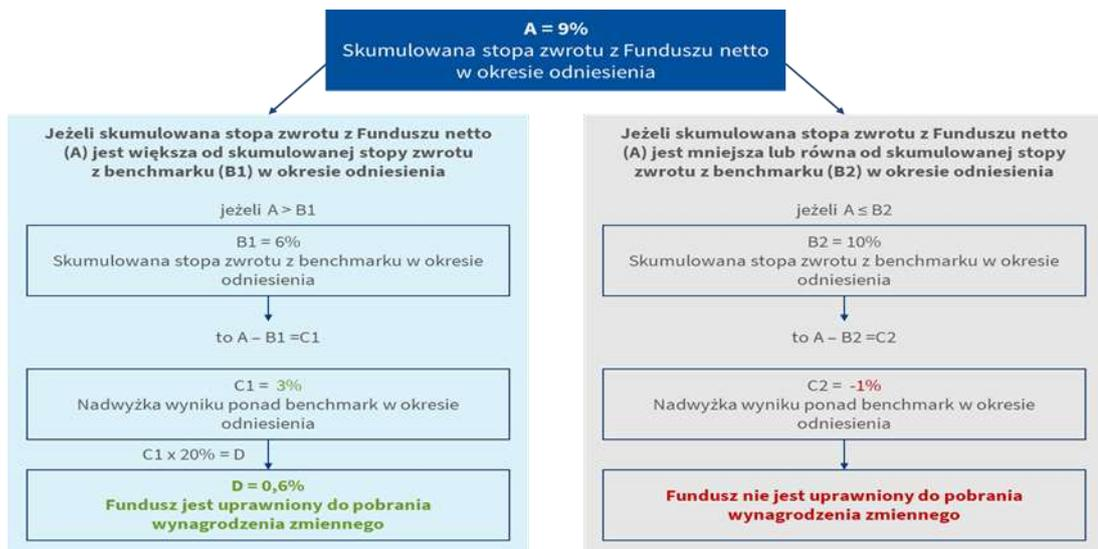 A = 9%
Skumulowana stopa zwrotu z Funduszu netto
w okresie odniesienia
Jeżeli skumulowana stopa zwrotu z Funduszu netto
(A) jest większa od skumulowanej stopy zwrotu
z benchmarku (B1) w okresie odniesienia
jeżeli A > B1
B1 = 6%
Skumulowana stopa zwrotu z benchmarku w okresie
odniesienia
to A – B1 =C1
C1 = 3%
Nadwyżka wyniku ponad benchmark w okresie
odniesienia
C1 x 20% = D
D = 0,6%
Fundusz jest uprawniony do pobrania
wynagrodzenia zmiennego
Jeżeli skumulowana stopa zwrotu z Funduszu netto
(A) jest mniejsza lub równa od skumulowanej stopy
zwrotu z benchmarku (B2) w okresie odniesienia
jeżeli A ≤ B2
B2 = 10%
Skumulowana stopa zwrotu z benchmarku w okresie
odniesienia
to A – B2 =C2
C2 = -1%
Nadwyżka wyniku ponad benchmark w okresie
odniesienia
Fundusz nie jest uprawniony do pobrania
wynagrodzenia zmiennego